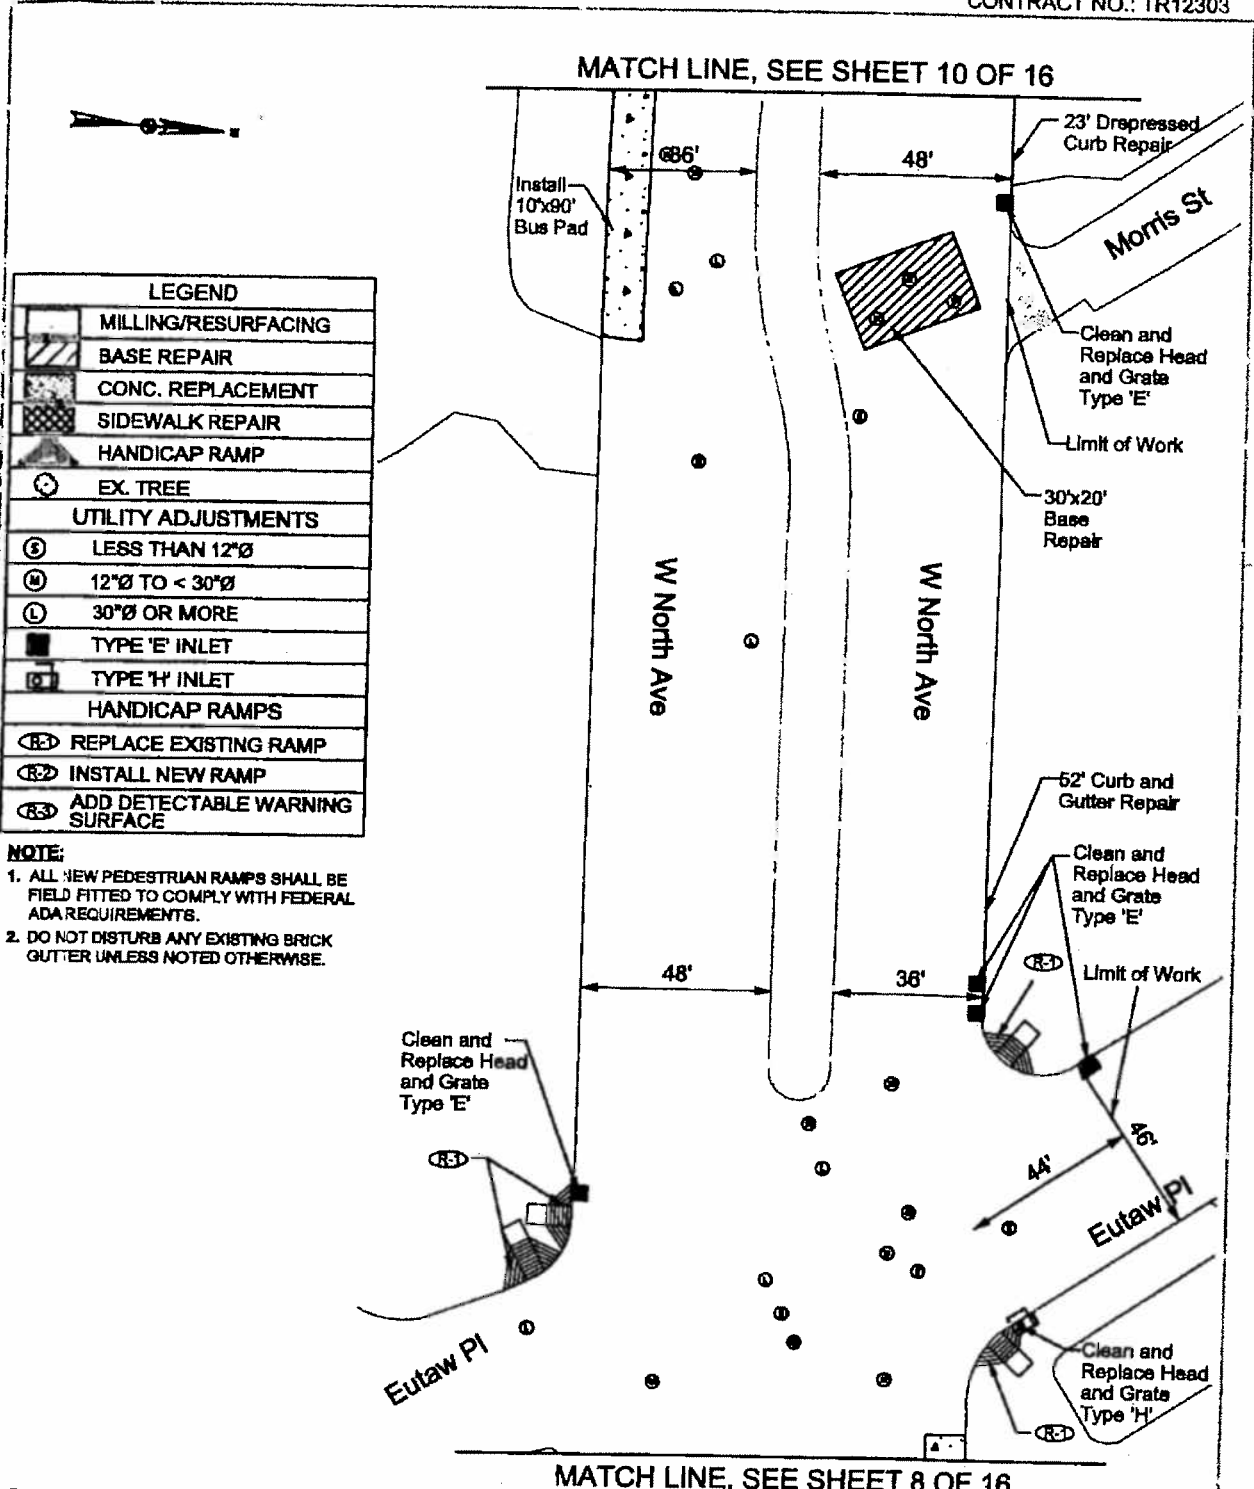 CONTRACT NO.: TR12303
MATCH LINE, SEE SHEET 10 OF 16
23' Drepressed
Curb Repair
36'
48'
Install
10'x90'
Bus Pad
Morris St
LEGEND
MILLING/RESURFACING
BASE REPAIR
CONC. REPLACEMENT
SIDEWALK REPAIR
HANDICAP RAMP
EX. TREE
UTILITY ADJUSTMENTS
S LESS THAN 12"Ø
M 12"Ø TO < 30"Ø
L 30"Ø OR MORE
TYPE 'E' INLET
TYPE 'H' INLET
HANDICAP RAMPS
R-1 REPLACE EXISTING RAMP
R-2 INSTALL NEW RAMP
R-3 ADD DETECTABLE WARNING
SURFACE
Clean and
Replace Head
and Grate
Type 'E'
Limit of Work
30'x20'
Base
Repair
W North Ave
W North Ave
52' Curb and
Gutter Repair
NOTE:
1. ALL NEW PEDESTRIAN RAMPS SHALL BE
FIELD FITTED TO COMPLY WITH FEDERAL
ADA REQUIREMENTS.
2. DO NOT DISTURB ANY EXISTING BRICK
GUTTER UNLESS NOTED OTHERWISE.
Clean and
Replace Head
and Grate
Type 'E'
R-1
Limit of Work
48'
36'
Clean and
Replace Head
and Grate
Type 'E'
R-1
46'
44'
Eutaw Pl
Eutaw Pl
Clean and
Replace Head
and Grate
Type 'H'
R-1
MATCH LINE, SEE SHEET 8 OF 16